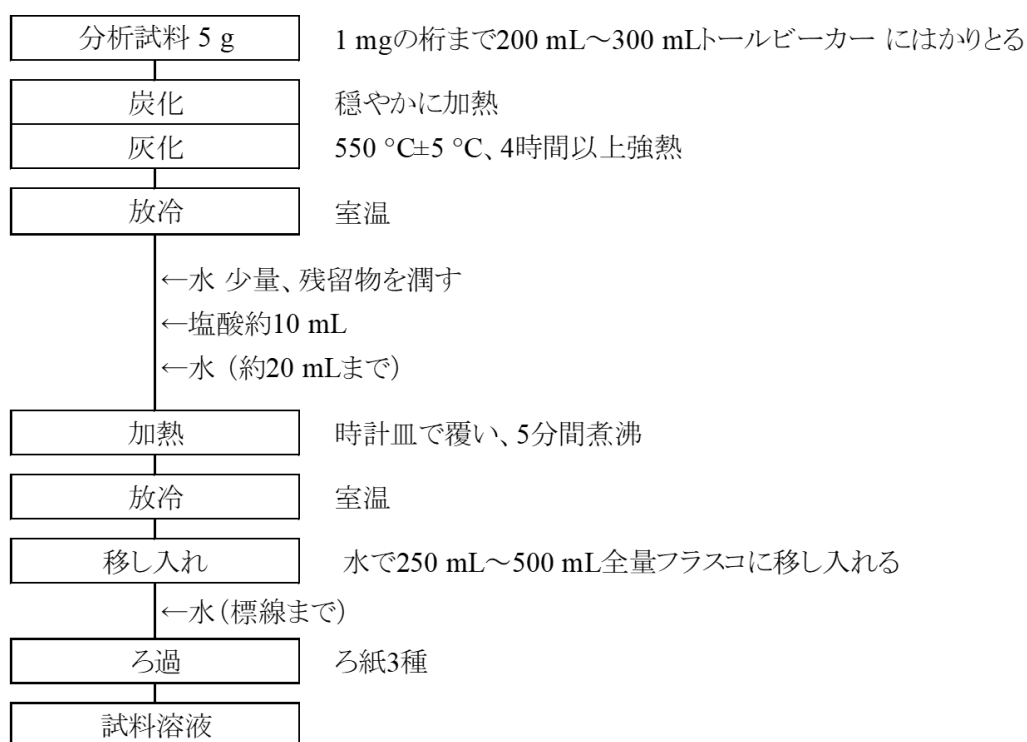 分析試料 5 g 1 mgの桁まで200 mL～300 mLトールビーカー にはかりとる
炭化 穏やかに加熱
灰化 550 °C±5 °C、4時間以上強熱
放冷 室温
←水 少量、残留物を潤す
←塩酸約10 mL
←水（約20 mLまで）
加熱 時計皿で覆い、5分間煮沸
放冷 室温
移し入れ 水で250 mL～500 mL全量フラスコに移し入れる
←水（標線まで）
ろ過 ろ紙3種
試料溶液